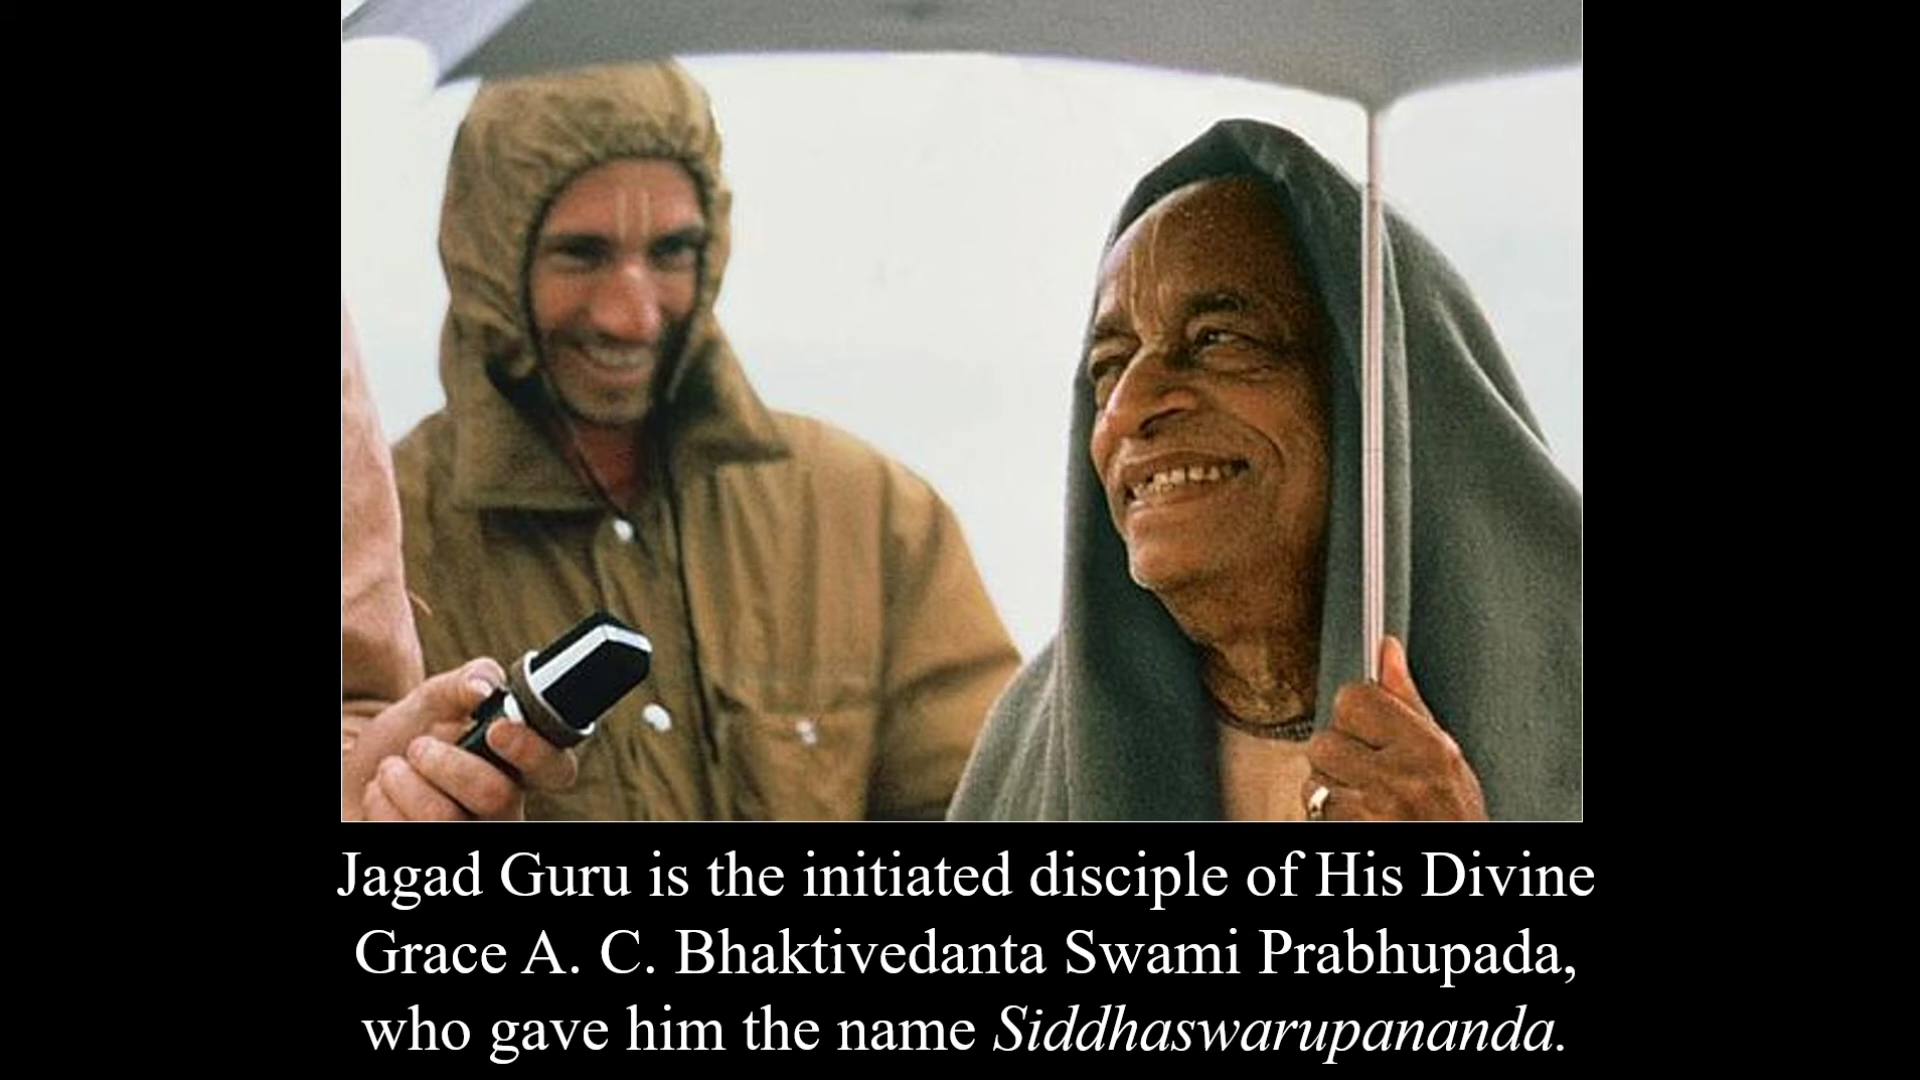 Jagad Guru is the initiated disciple of His Divine
Grace A. C. Bhaktivedanta Swami Prabhupada,
who gave him the name Siddhaswarupananda.